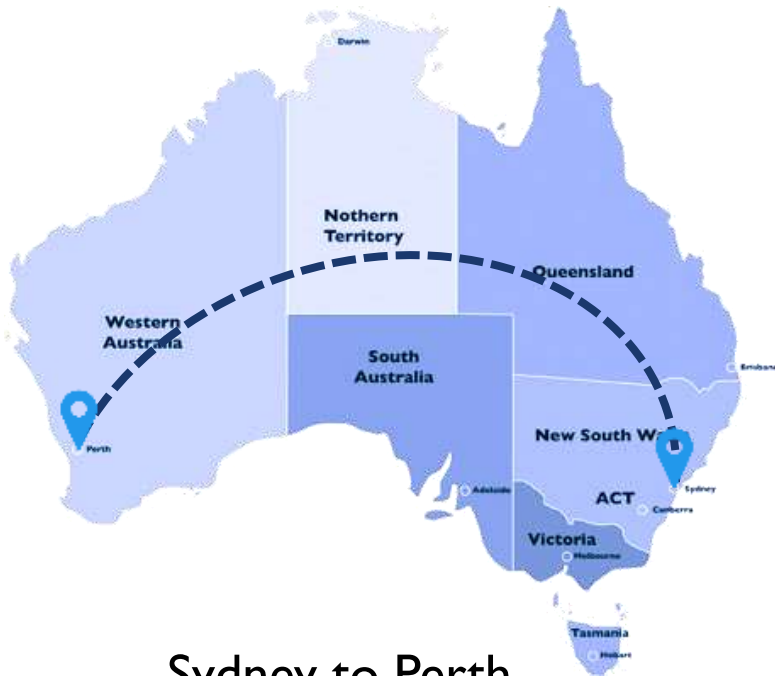 Darwin
Nothern
Territory
Queensland
Western
Australia
South
Australia
Brisbane
Perth
New South Wa
Adelaide
Sydney
ACT
Canberra
Victoria
Melbourne
Tasmania
Hobart
Sydney to Perth